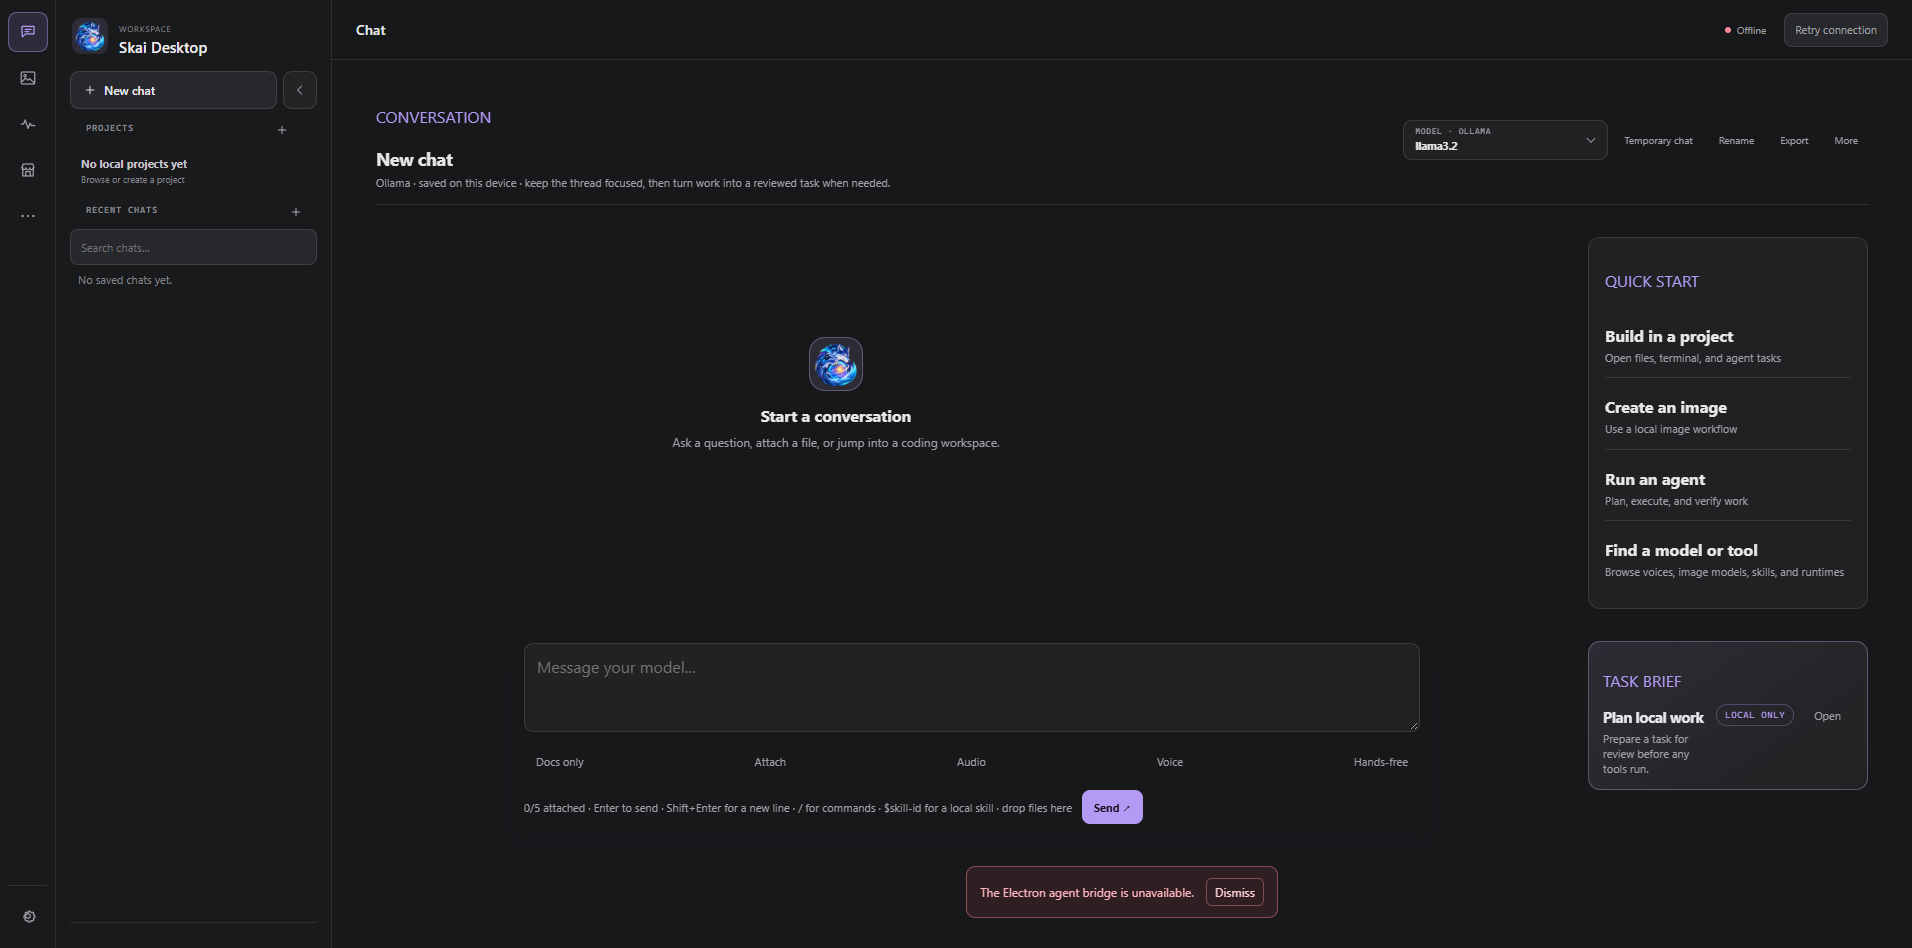 WORKSPACE
Skai Desktop
+ New chat
PROJECTS +
No local projects yet
Browse or create a project
RECENT CHATS +
Search chats...
No saved chats yet.
Chat
Offline
Retry connection
CONVERSATION
New chat
Ollama · saved on this device · keep the thread focused, then turn work into a reviewed task when needed.
MODEL · OLLAMA
llama3.2
Temporary chat
Rename
Export
More
Start a conversation
Ask a question, attach a file, or jump into a coding workspace.
QUICK START
Build in a project
Open files, terminal, and agent tasks
Create an image
Use a local image workflow
Run an agent
Plan, execute, and verify work
Find a model or tool
Browse voices, image models, skills, and runtimes
Message your model...
Docs only
Attach
Audio
Voice
Hands-free
0/5 attached · Enter to send · Shift+Enter for a new line · / for commands · $skill-id for a local skill · drop files here
Send ↗
TASK BRIEF
Plan local work
LOCAL ONLY
Open
Prepare a task for
review before any
tools run.
The Electron agent bridge is unavailable.
Dismiss